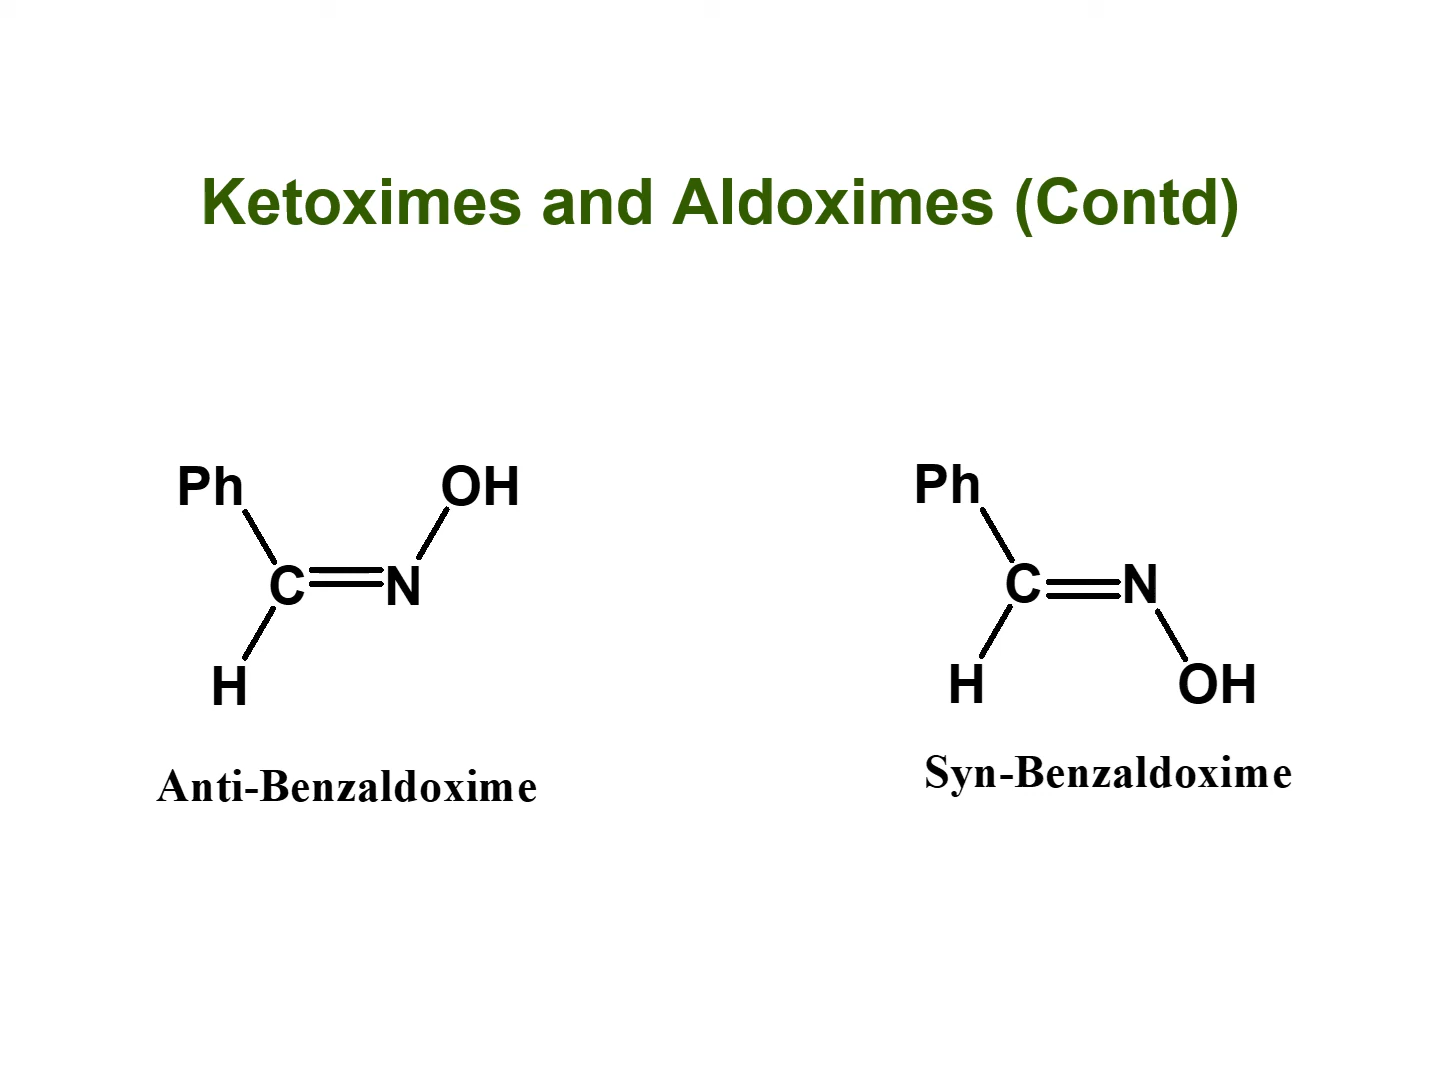 Ketoximes and Aldoximes (Contd)
Ph
OH
C
N
H
Anti-Benzaldoxime
Ph
C
N
H
OH
Syn-Benzaldoxime